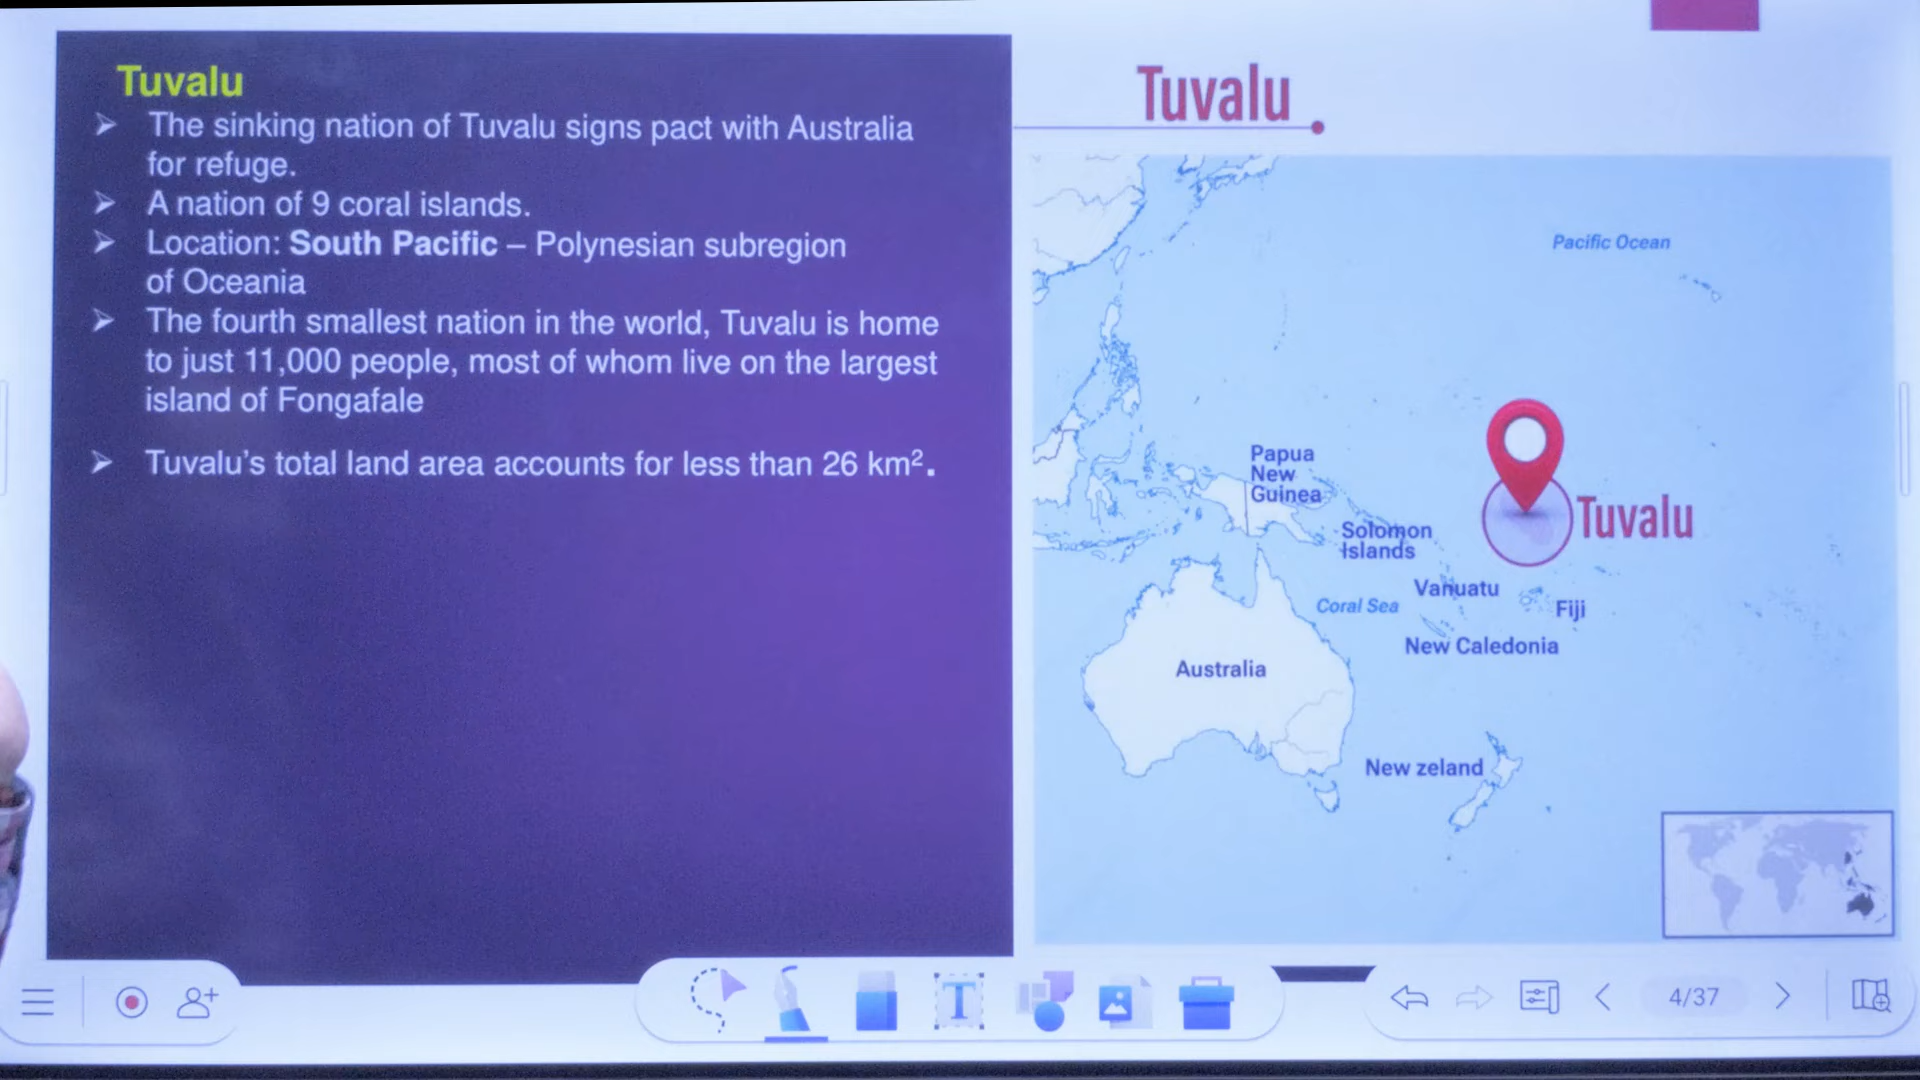 Tuvalu
➤ The sinking nation of Tuvalu signs pact with Australia
for refuge.
➤ A nation of 9 coral islands.
➤ Location: South Pacific – Polynesian subregion
of Oceania
➤ The fourth smallest nation in the world, Tuvalu is home
to just 11,000 people, most of whom live on the largest
island of Fongafale
➤ Tuvalu's total land area accounts for less than 26 km².
Tuvalu
Pacific Ocean
Papua
New
Guinea
Tuvalu
Solomon
Islands
Vanuatu
Coral Sea
Fiji
New Caledonia
Australia
New zeland
T
4/37